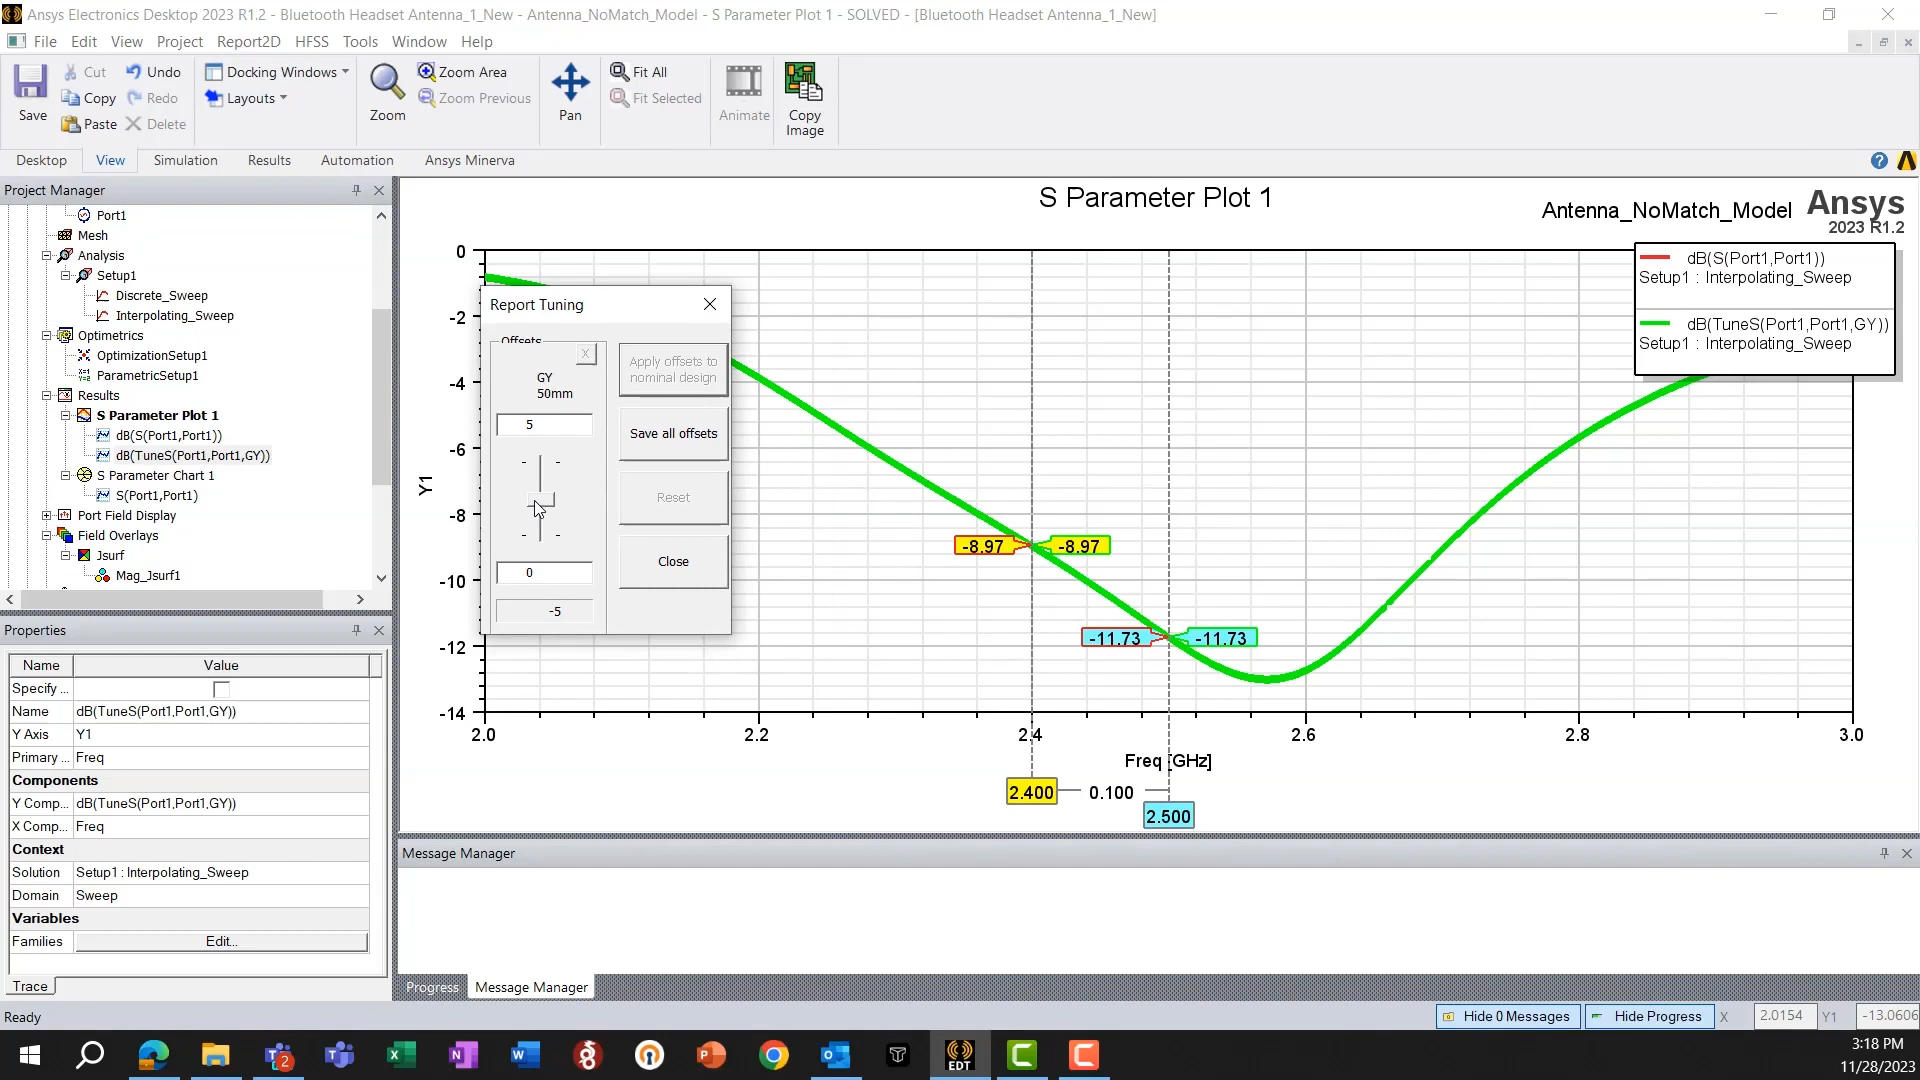 Ansys Electronics Desktop 2023 R1.2 - Bluetooth Headset Antenna_1_New - Antenna_NoMatch_Model - S Parameter Plot 1 - SOLVED - [Bluetooth Headset Antenna_1_New]
File Edit View Project Report2D HFSS Tools Window Help
Save
Cut
Copy
Paste
Undo
Redo
Delete
Docking Windows
Layouts
Zoom
Zoom Area
Zoom Previous
Pan
Fit All
Fit Selected
Animate
Copy
Image
Desktop View Simulation Results Automation Ansys Minerva
Project Manager
Port1
Mesh
Analysis
Setup1
Discrete_Sweep
Interpolating_Sweep
Optimetrics
OptimizationSetup1
ParametricSetup1
Results
S Parameter Plot 1
dB(S(Port1,Port1))
dB(TuneS(Port1,Port1,GY))
S Parameter Chart 1
S(Port1,Port1)
Port Field Display
Field Overlays
Jsurf
Mag_Jsurf1
Properties
Name Value
Specify ...
Name dB(TuneS(Port1,Port1,GY))
Y Axis Y1
Primary ... Freq
Components
Y Comp... dB(TuneS(Port1,Port1,GY))
X Comp... Freq
Context
Solution Setup1 : Interpolating_Sweep
Domain Sweep
Variables
Families Edit...
Trace
S Parameter Plot 1
Antenna_NoMatch_Model
Ansys
2023 R1.2
dB(S(Port1,Port1))
Setup1 : Interpolating_Sweep
dB(TuneS(Port1,Port1,GY))
Setup1 : Interpolating_Sweep
0
-2
-4
-6
-8
-10
-12
-14
Y1
2.0 2.2 2.4 2.6 2.8 3.0
Freq [GHz]
-8.97 -8.97
-11.73 -11.73
2.400 0.100
2.500
Report Tuning
Offsets
X
GY
50mm
5
0
-5
Apply offsets to
nominal design
Save all offsets
Reset
Close
Message Manager
Progress Message Manager
Ready
Hide 0 Messages Hide Progress X 2.0154 Y1 -13.0606
2
EDT
3:18 PM
11/28/2023